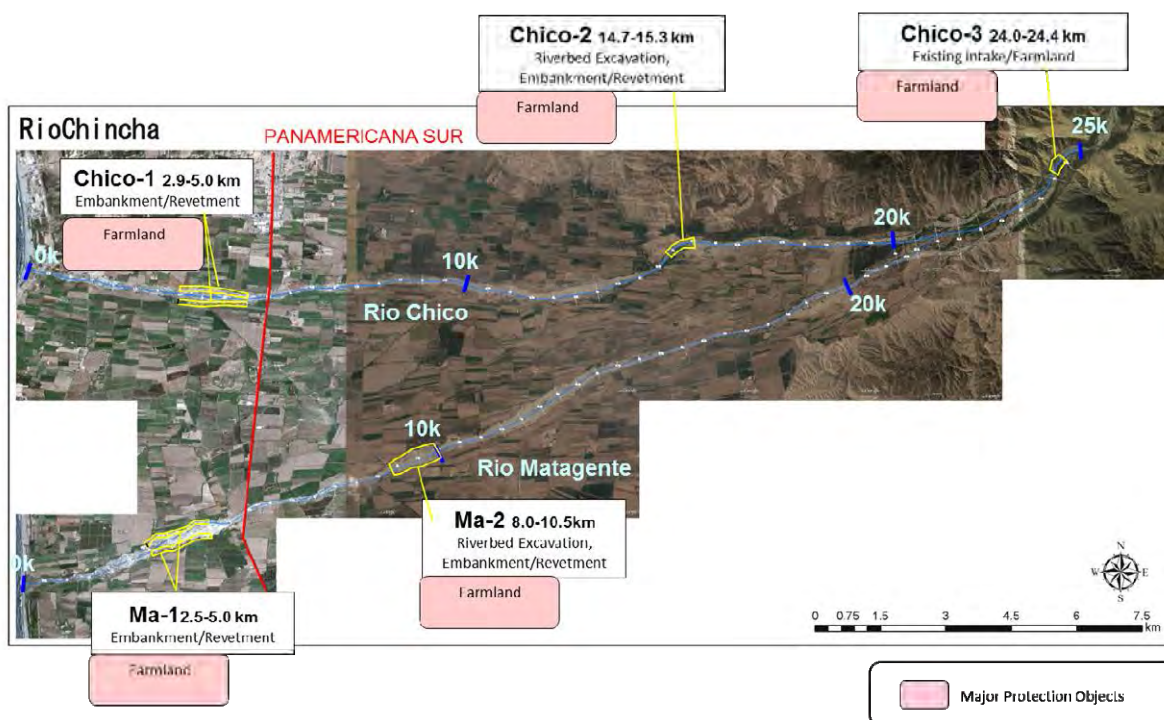 Chico-2 14.7-15.3 km
Riverbed Excavation,
Embankment/Revetment
Farmland
Chico-3 24.0-24.4 km
Existing Intake/Farmland
Farmland
RioChincha
PANAMERICANA SUR
25k
Chico-1 2.9-5.0 km
Embankment/Revetment
Farmland
20k
0k
10k
Rio Chico
20k
10k
Rio Matagente
Ma-2 8.0-10.5km
Riverbed Excavation,
Embankment/Revetment
Farmland
0k
Ma-1 2.5-5.0 km
Embankment/Revetment
Farmland
N
W E
S
0 0.75 1.5 3 4.5 6 7.5
km
Major Protection Objects